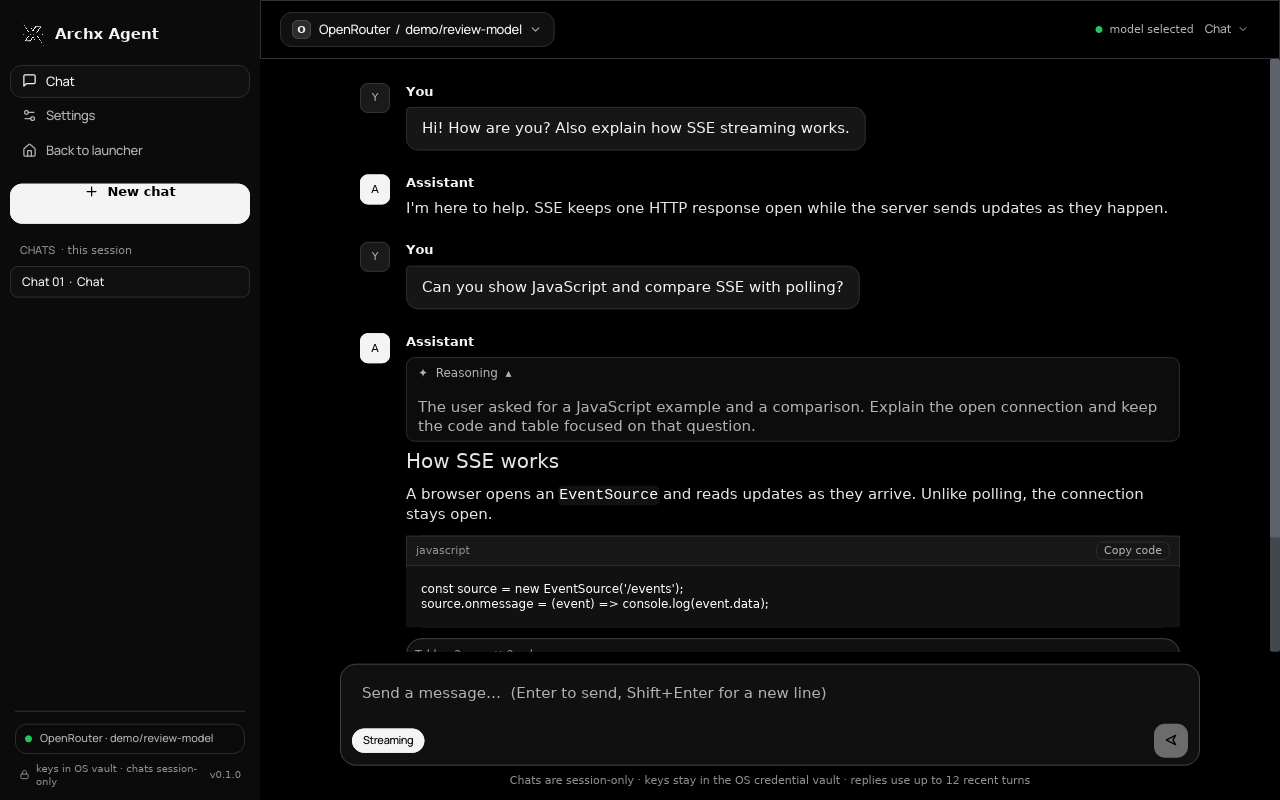 Archx Agent
Chat
Settings
Back to launcher
+ New chat
CHATS · this session
Chat 01 · Chat
OpenRouter · demo/review-model
keys in OS vault · chats session-
only
v0.1.0
O OpenRouter / demo/review-model
model selected Chat
Y You
Hi! How are you? Also explain how SSE streaming works.
A Assistant
I'm here to help. SSE keeps one HTTP response open while the server sends updates as they happen.
Y You
Can you show JavaScript and compare SSE with polling?
A Assistant
✦ Reasoning ▴
The user asked for a JavaScript example and a comparison. Explain the open connection and keep
the code and table focused on that question.
How SSE works
A browser opens an EventSource and reads updates as they arrive. Unlike polling, the connection
stays open.
javascript Copy code
const source = new EventSource('/events');
source.onmessage = (event) => console.log(event.data);
Send a message... (Enter to send, Shift+Enter for a new line)
Streaming
Chats are session-only · keys stay in the OS credential vault · replies use up to 12 recent turns